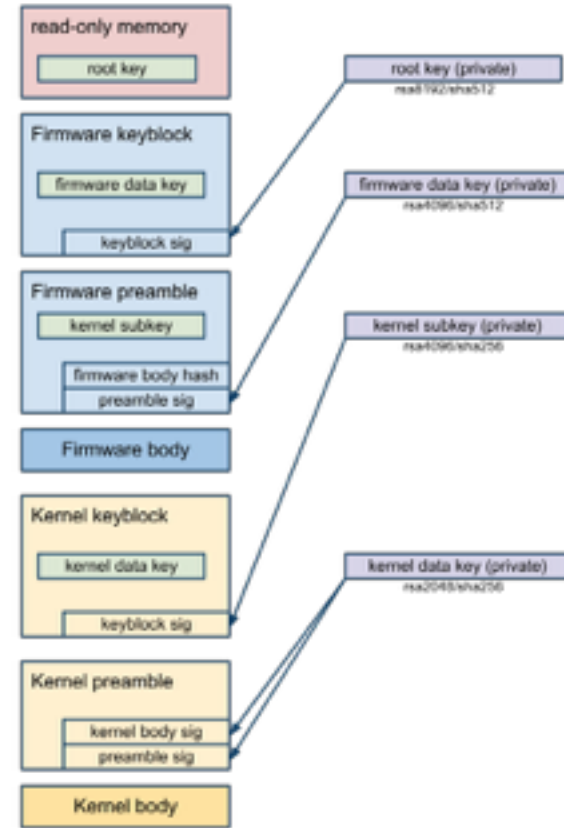 read-only memory
root key
root key (private)
rsa8192/sha512
Firmware keyblock
firmware data key
keyblock sig
firmware data key (private)
rsa4096/sha512
Firmware preamble
kernel subkey
firmware body hash
preamble sig
kernel subkey (private)
rsa4096/sha256
Firmware body
Kernel keyblock
kernel data key
keyblock sig
kernel data key (private)
rsa2048/sha256
Kernel preamble
kernel body sig
preamble sig
Kernel body